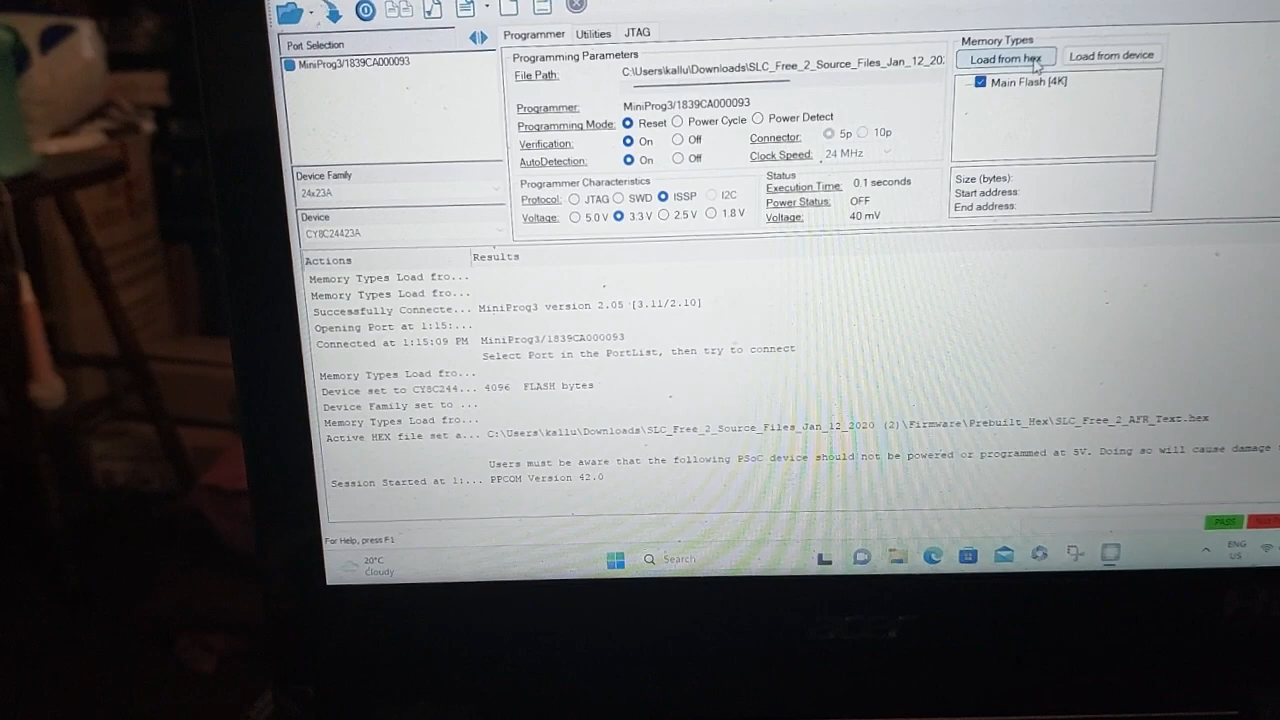 Port Selection
MiniProg3/1839CA000093
Device Family
24x23A
Device
CY8C24423A
Programmer Utilities JTAG
Programming Parameters
File Path: C:\Users\kallu\Downloads\SLC_Free_2_Source_Files_Jan_12_20:
Programmer: MiniProg3/1839CA000093
Programming Mode: Reset Power Cycle Power Detect
Verification: On Off Connector: 5p 10p
AutoDetection: On Off Clock Speed: 24 MHz
Programmer Characteristics
Protocol: JTAG SWD ISSP I2C
Voltage: 5.0 V 3.3 V 2.5 V 1.8 V
Status
Execution Time: 0.1 seconds
Power Status: OFF
Voltage: 40 mV
Memory Types
Load from hex Load from device
Main Flash [4K]
Size (bytes):
Start address:
End address:
Actions Results
Memory Types Load fro...
Memory Types Load fro...
Successfully Connecte... MiniProg3 version 2.05 [3.11/2.10]
Opening Port at 1:15:...
Connected at 1:15:09 PM MiniProg3/1839CA000093
Select Port in the PortList, then try to connect
Memory Types Load fro...
Device set to CY8C244... 4096 FLASH bytes
Device Family set to ...
Memory Types Load fro...
Active HEX file set a... C:\Users\kallu\Downloads\SLC_Free_2_Source_Files_Jan_12_2020 (2)\Firmware\Prebuilt_Hex\SLC_Free_2_AFR_Text.hex
Users must be aware that the following PSoC device should not be powered or programmed at 5V. Doing so will cause damage
Session Started at 1:... PPCOM Version 42.0
For Help, press F1
PASS
20°C
Cloudy
Search
ENG
US